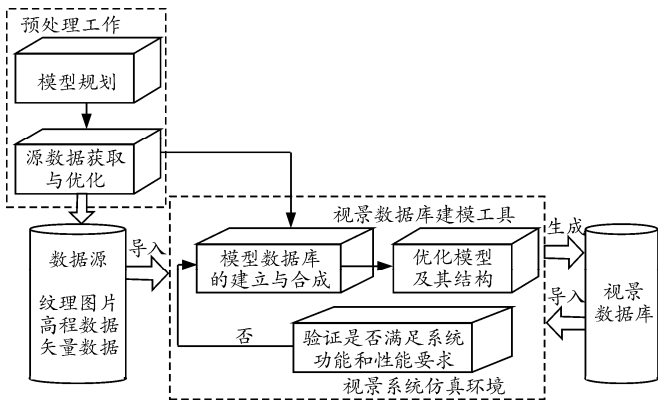 预处理工作
模型规划
源数据获取
与优化
视景数据库建模工具
数据源
纹理图片
高程数据
矢量数据
导入
模型数据库
的建立与合成
优化模型
及其结构
生成
导入
视景
数据库
否
验证是否满足系统
功能和性能要求
视景系统仿真环境